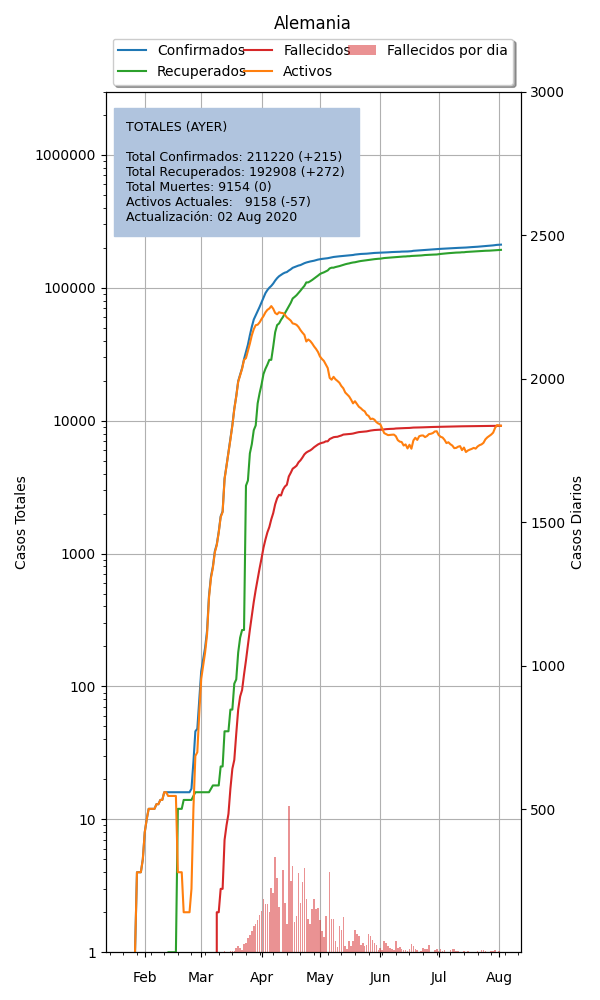 Alemania
Confirmados Fallecidos Fallecidos por dia
Recuperados Activos
TOTALES (AYER)
Total Confirmados: 211220 (+215)
Total Recuperados: 192908 (+272)
Total Muertes: 9154 (0)
Activos Actuales: 9158 (-57)
Actualización: 02 Aug 2020
Casos Totales
1000000
100000
10000
1000
100
10
1
3000
2500
2000
1500
1000
500
Casos Diarios
Feb Mar Apr May Jun Jul Aug